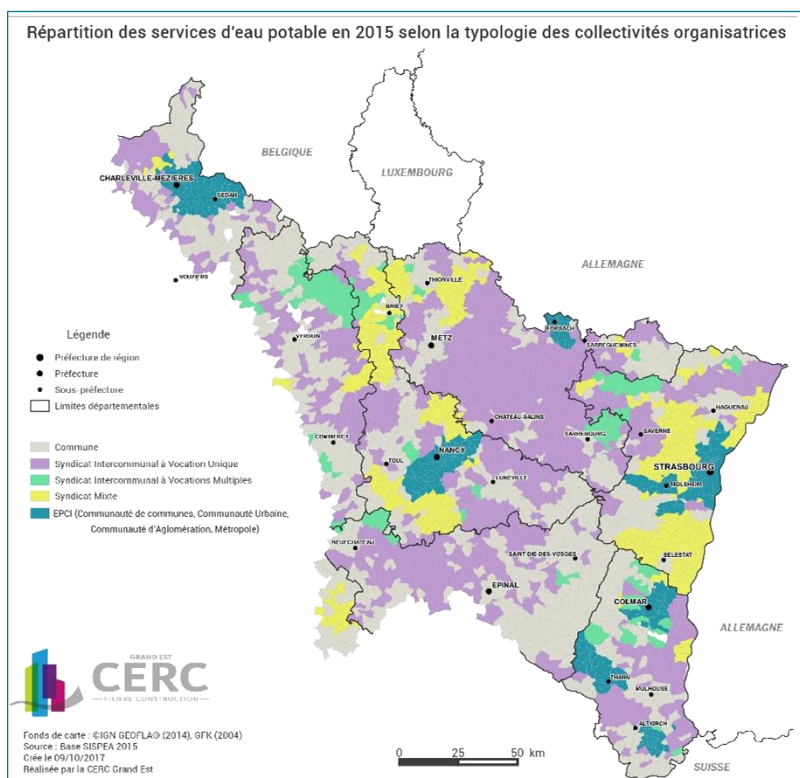 Répartition des services d'eau potable en 2015 selon la typologie des collectivités organisatrices
BELGIQUE
LUXEMBOURG
ALLEMAGNE
CHARLEVILLE-MEZIERES
SEDAN
VOUZIERS
THIONVILLE
BRIEY
FORBACH
VERDUN
METZ
SARREGUEMINES
HAGUENAU
CHATEAU-SALINS
SARREBOURG
SAVERNE
COMMERCY
TOUL
NANCY
STRASBOURG
MOLSHEIM
LUNEVILLE
NEUFCHATEAU
SAINT-DIE-DES-VOSGES
SELESTAT
EPINAL
COLMAR
ALLEMAGNE
THANN
MULHOUSE
ALTKIRCH
SUISSE
Légende
Préfecture de région
Préfecture
Sous-préfecture
Limites départementales
Commune
Syndicat Intercommunal à Vocation Unique
Syndicat Intercommunal à Vocations Multiples
Syndicat Mixte
EPCI (Communauté de communes, Communauté Urbaine,
Communauté d'Aglomération, Métropole)
GRAND EST
CERC
FILIÈRE CONSTRUCTION
Fonds de carte : ©IGN GEOFLA® (2014), GFK (2004)
Source : Base SISPEA 2015
Crée le 09/10/2017
Réalisée par la CERC Grand Est
0 25 50 km